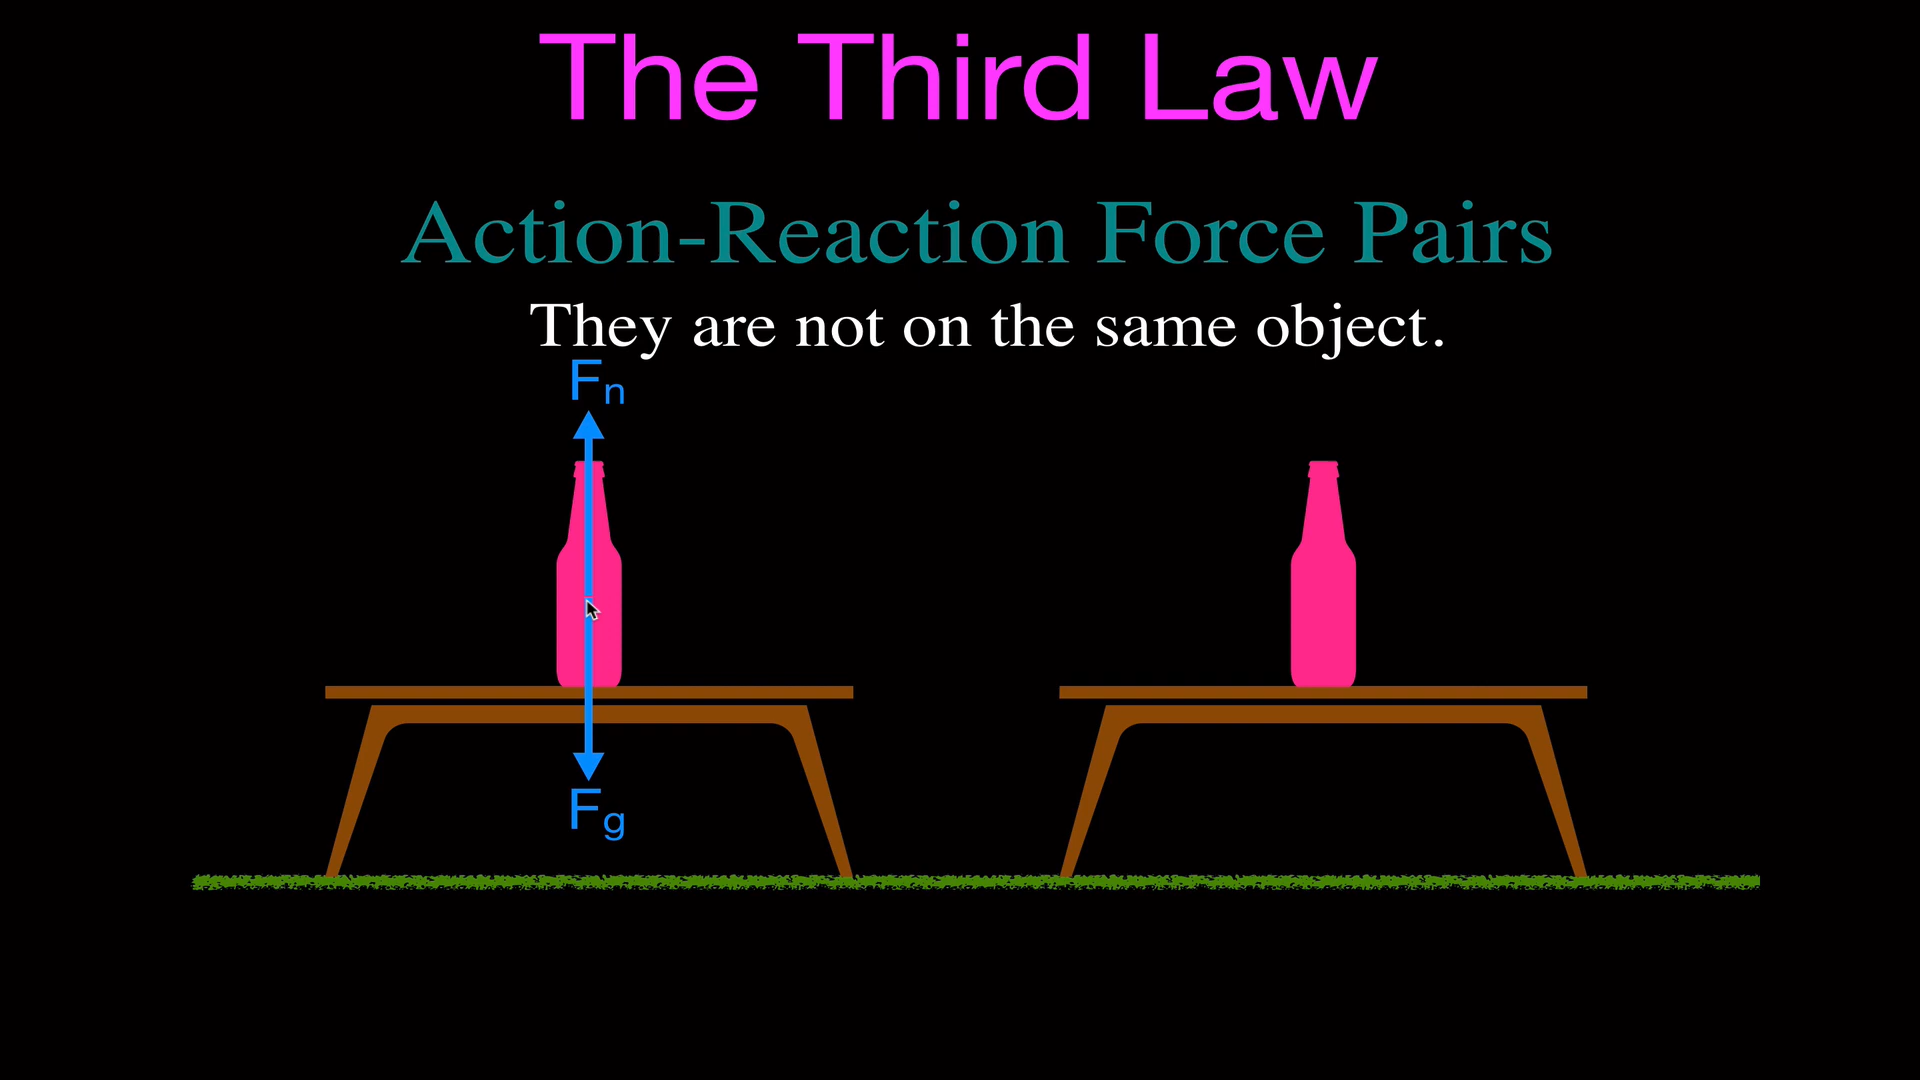 The Third Law
Action-Reaction Force Pairs
They are not on the same object.
Fn
Fg